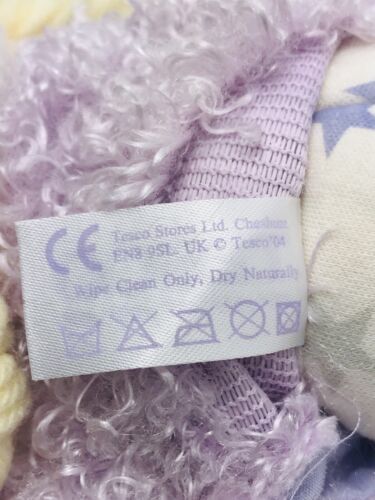 CE Tesco Stores Ltd. Cheshunt
EN8 9SL. UK © Tesco'04
Wipe Clean Only, Dry Naturally